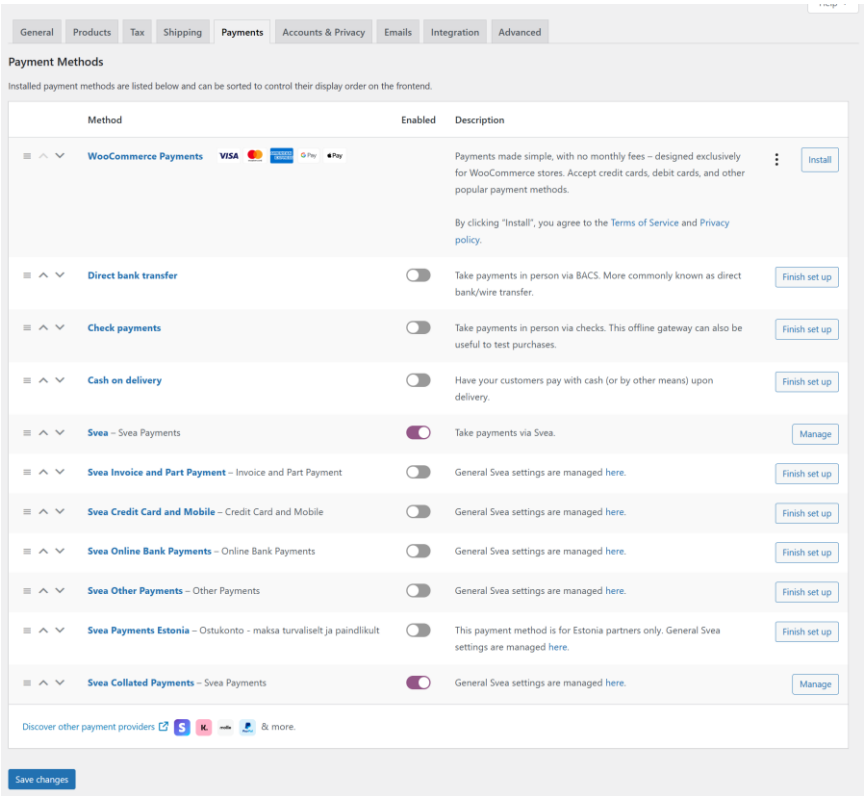 Help
General Products Tax Shipping Payments Accounts & Privacy Emails Integration Advanced
Payment Methods
Installed payment methods are listed below and can be sorted to control their display order on the frontend.
Method Enabled Description
WooCommerce Payments VISA G Pay Pay Payments made simple, with no monthly fees – designed exclusively Install
for WooCommerce stores. Accept credit cards, debit cards, and other
popular payment methods.
By clicking "Install", you agree to the Terms of Service and Privacy
policy.
Direct bank transfer Take payments in person via BACS. More commonly known as direct Finish set up
bank/wire transfer.
Check payments Take payments in person via checks. This offline gateway can also be Finish set up
useful to test purchases.
Cash on delivery Have your customers pay with cash (or by other means) upon Finish set up
delivery.
Svea – Svea Payments Take payments via Svea. Manage
Svea Invoice and Part Payment – Invoice and Part Payment General Svea settings are managed here. Finish set up
Svea Credit Card and Mobile – Credit Card and Mobile General Svea settings are managed here. Finish set up
Svea Online Bank Payments – Online Bank Payments General Svea settings are managed here. Finish set up
Svea Other Payments – Other Payments General Svea settings are managed here. Finish set up
Svea Payments Estonia – Ostukonto - maksa turvaliselt ja paindlikult This payment method is for Estonia partners only. General Svea Finish set up
settings are managed here.
Svea Collated Payments – Svea Payments General Svea settings are managed here. Manage
Discover other payment providers S K. & more.
Save changes